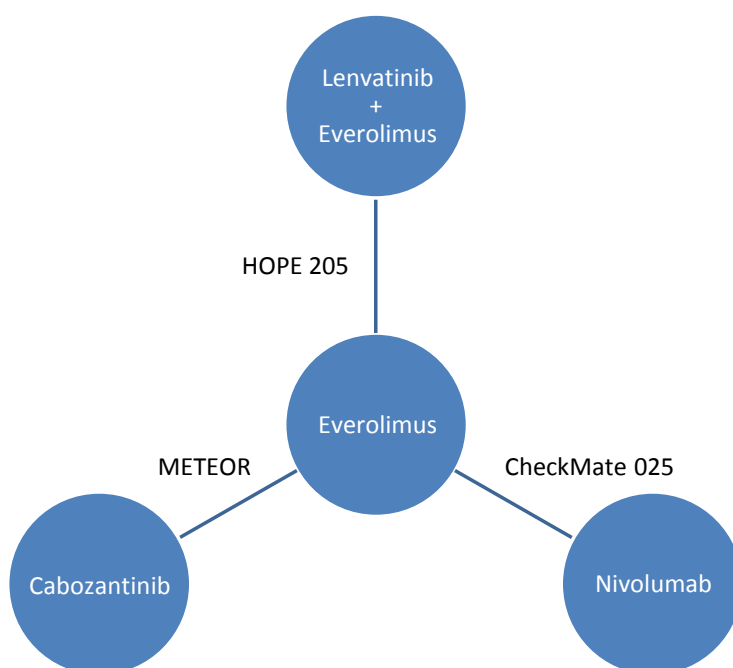 Lenvatinib
+
Everolimus
HOPE 205
Everolimus
METEOR
CheckMate 025
Cabozantinib
Nivolumab